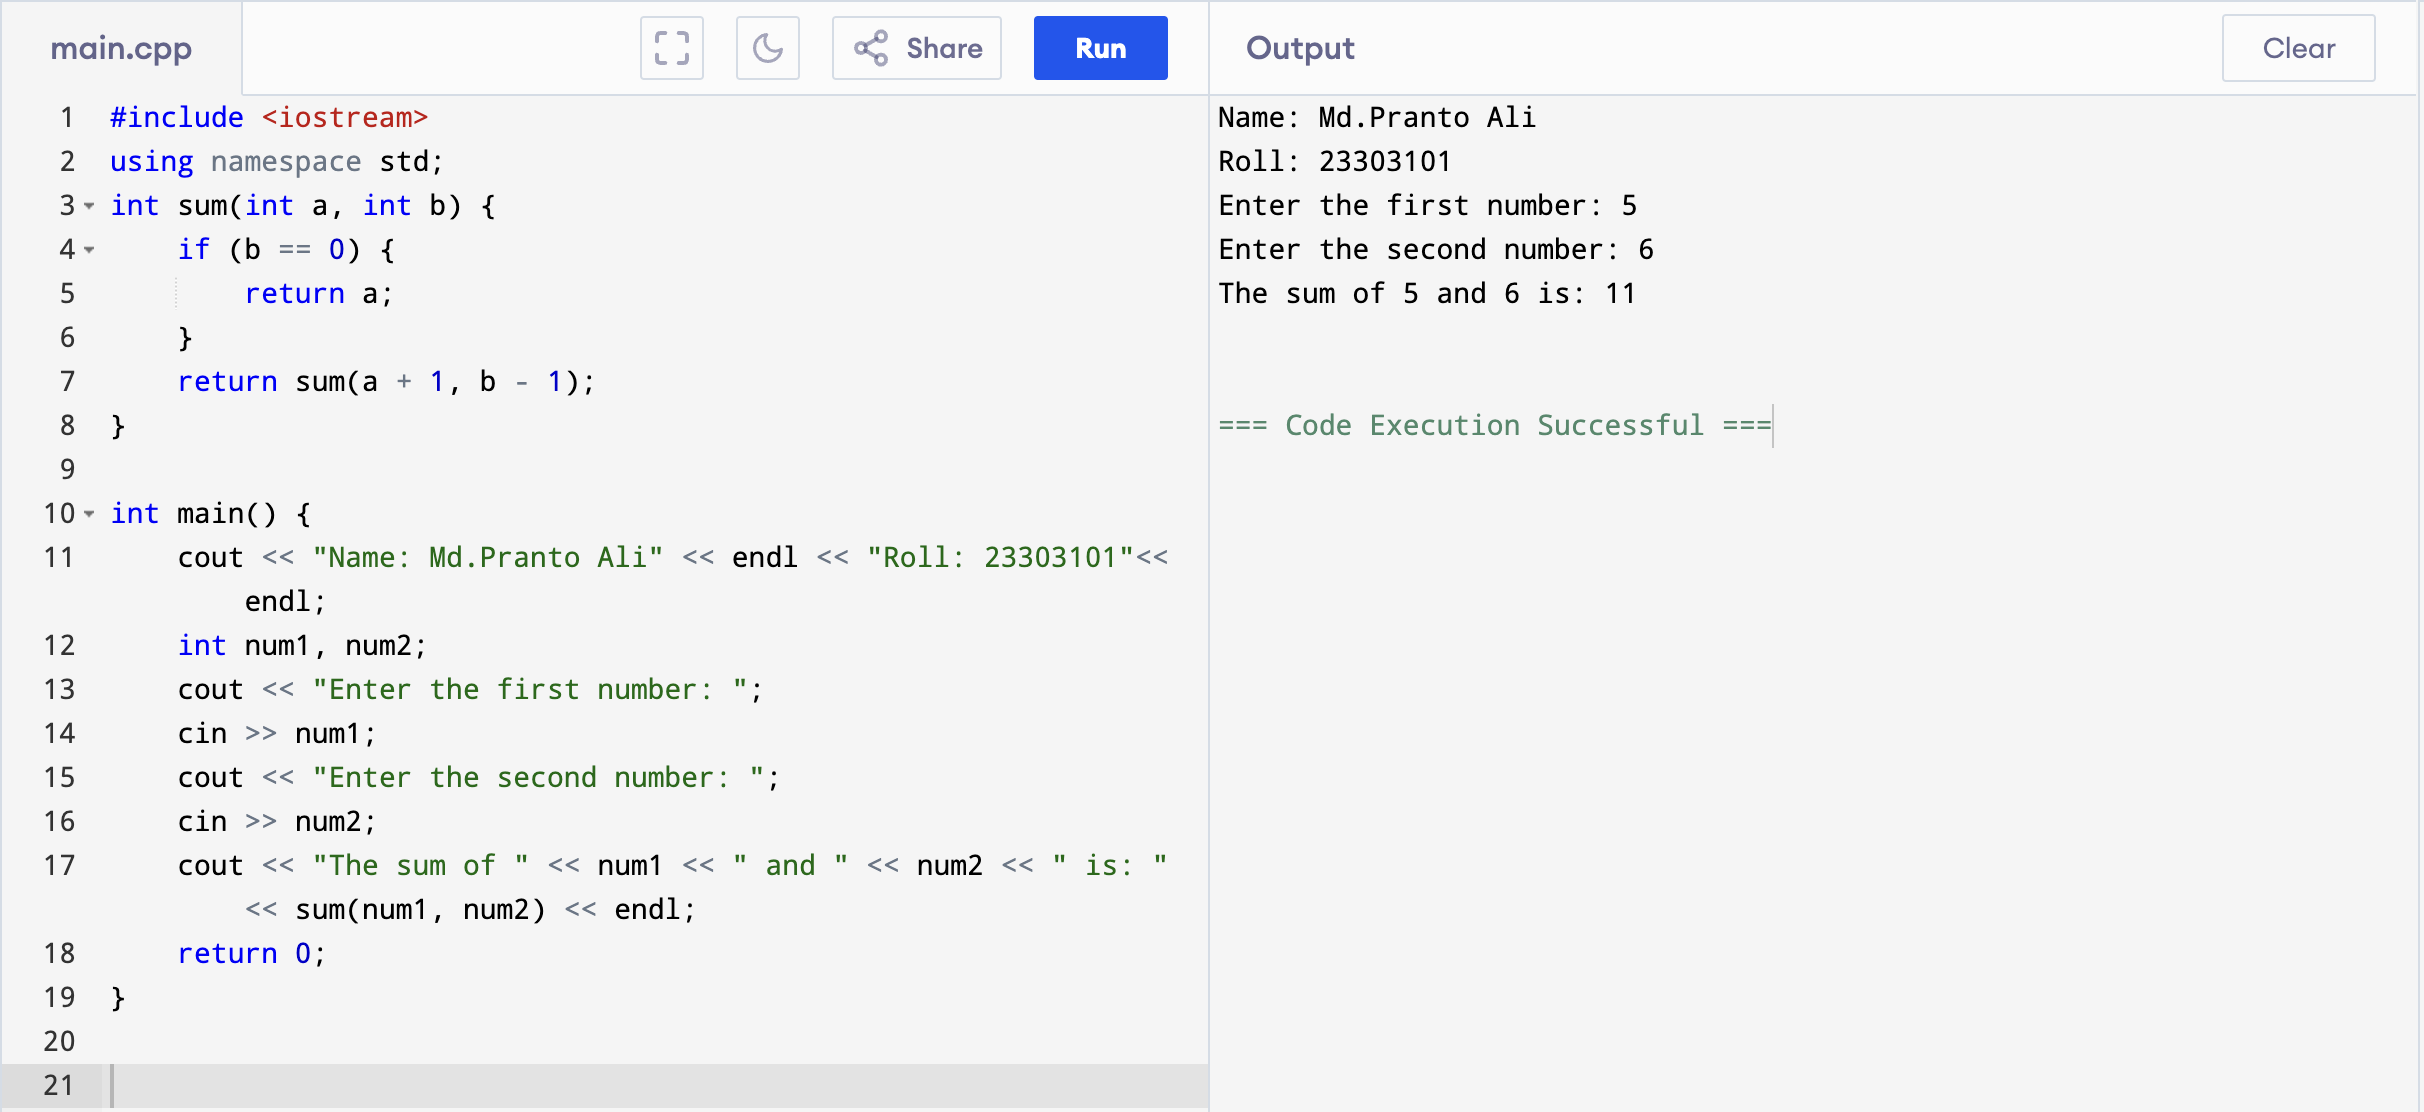 main.cpp
Share
Run
Output
Clear
1 #include <iostream>
2 using namespace std;
3 int sum(int a, int b) {
4     if (b == 0) {
5         return a;
6     }
7     return sum(a + 1, b - 1);
8 }
9
10 int main() {
11     cout << "Name: Md.Pranto Ali" << endl << "Roll: 23303101"<<
        endl;
12     int num1, num2;
13     cout << "Enter the first number: ";
14     cin >> num1;
15     cout << "Enter the second number: ";
16     cin >> num2;
17     cout << "The sum of " << num1 << " and " << num2 << " is: "
        << sum(num1, num2) << endl;
18     return 0;
19 }
20
21
Name: Md.Pranto Ali
Roll: 23303101
Enter the first number: 5
Enter the second number: 6
The sum of 5 and 6 is: 11
=== Code Execution Successful ===